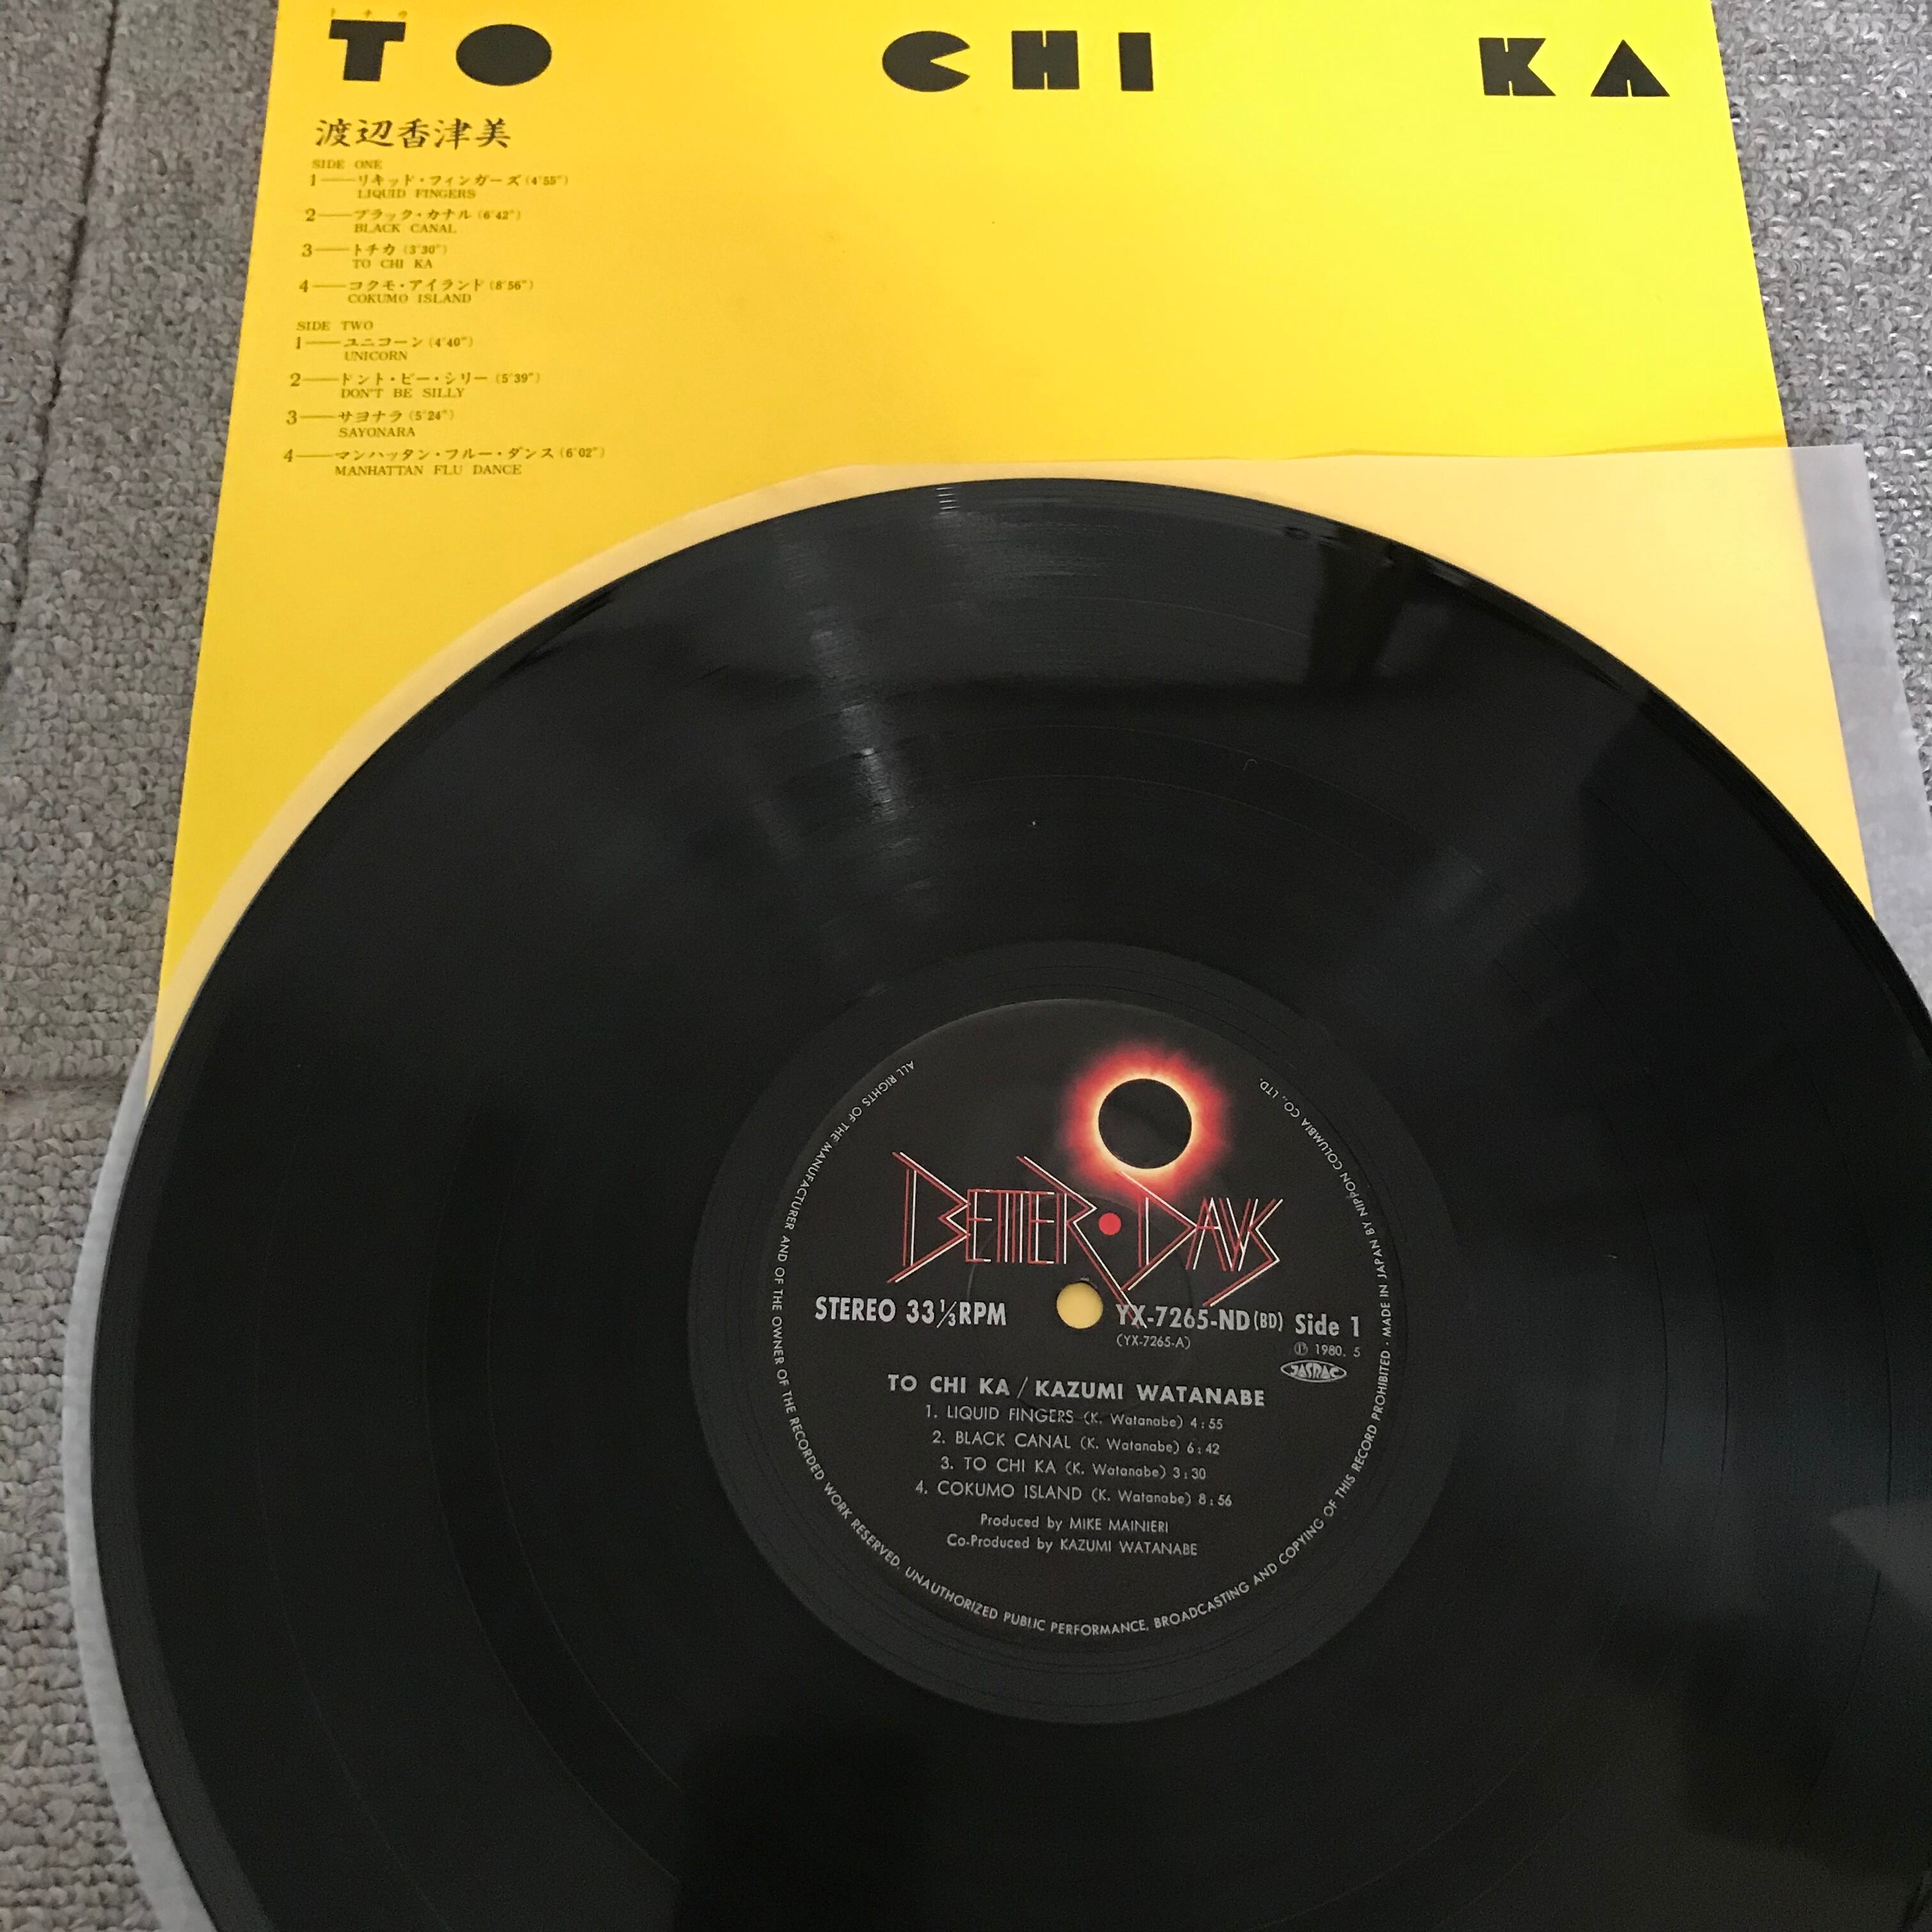 トチカ
TO CHI KA
渡辺香津美
SIDE ONE
1——リキッド・フィンガーズ (4'55")
LIQUID FINGERS
2——ブラック・カナル (6'42")
BLACK CANAL
3——トチカ (3'30")
TO CHI KA
4——コクモ・アイランド (8'56")
COKUMO ISLAND
SIDE TWO
1——ユニコーン (4'40")
UNICORN
2——ドント・ビー・シリー (5'39")
DON'T BE SILLY
3——サヨナラ (5'24")
SAYONARA
4——マンハッタン・フルー・ダンス (6'02")
MANHATTAN FLU DANCE
BETTER DAYS
STEREO 33⅓RPM
YX-7265-ND (BD) Side 1
(YX-7265-A)
Ⓟ 1980. 5
JASRAC
TO CHI KA / KAZUMI WATANABE
1. LIQUID FINGERS (K. Watanabe) 4:55
2. BLACK CANAL (K. Watanabe) 6:42
3. TO CHI KA (K. Watanabe) 3:30
4. COKUMO ISLAND (K. Watanabe) 8:56
Produced by MIKE MAINIERI
Co-Produced by KAZUMI WATANABE
ALL RIGHTS OF THE MANUFACTURER AND OF THE OWNER OF THE RECORDED WORK RESERVED. UNAUTHORIZED PUBLIC PERFORMANCE, BROADCASTING AND COPYING OF THIS RECORD PROHIBITED · MADE IN JAPAN BY NIPPON COLUMBIA CO., LTD.